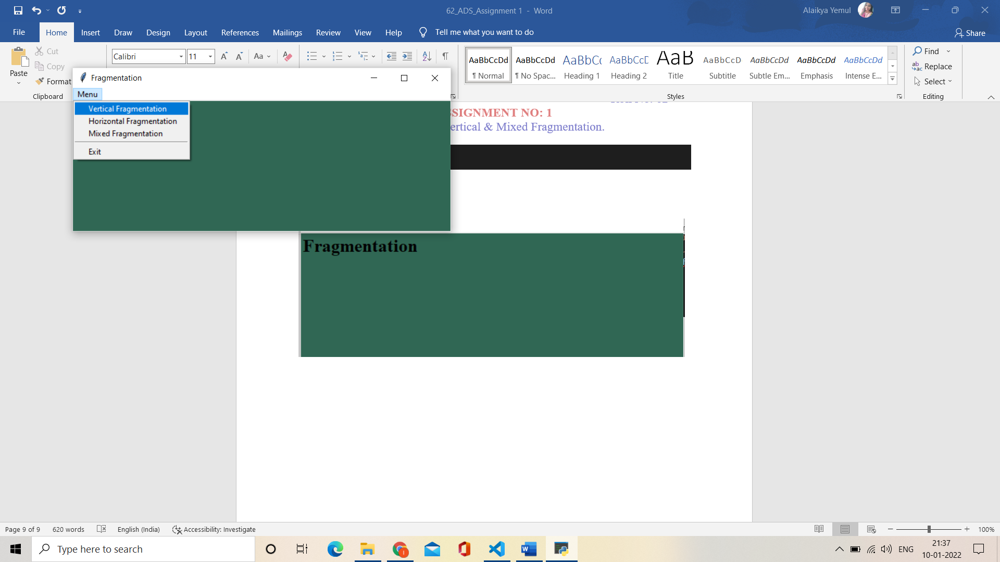 62_ADS_Assignment 1 - Word
Alaikya Yemul
File Home Insert Draw Design Layout References Mailings Review View Help Tell me what you want to do Share
Paste
Cut
Copy
Format
Clipboard
Calibri 11
AaBbCcDd AaBbCcDd AaBbCc AaBbCcD AaB AaBbCcD AaBbCcDd AaBbCcDd AaBbCcDd
¶ Normal ¶ No Spac... Heading 1 Heading 2 Title Subtitle Subtle Em... Emphasis Intense E...
Styles
Find
Replace
Select
Editing
Fragmentation
Menu
Vertical Fragmentation
Horizontal Fragmentation
Mixed Fragmentation
Exit
SSIGNMENT NO: 1
ertical & Mixed Fragmentation.
Fragmentation
Page 9 of 9 620 words English (India) Accessibility: Investigate 100%
Type here to search
ENG
21:37
10-01-2022